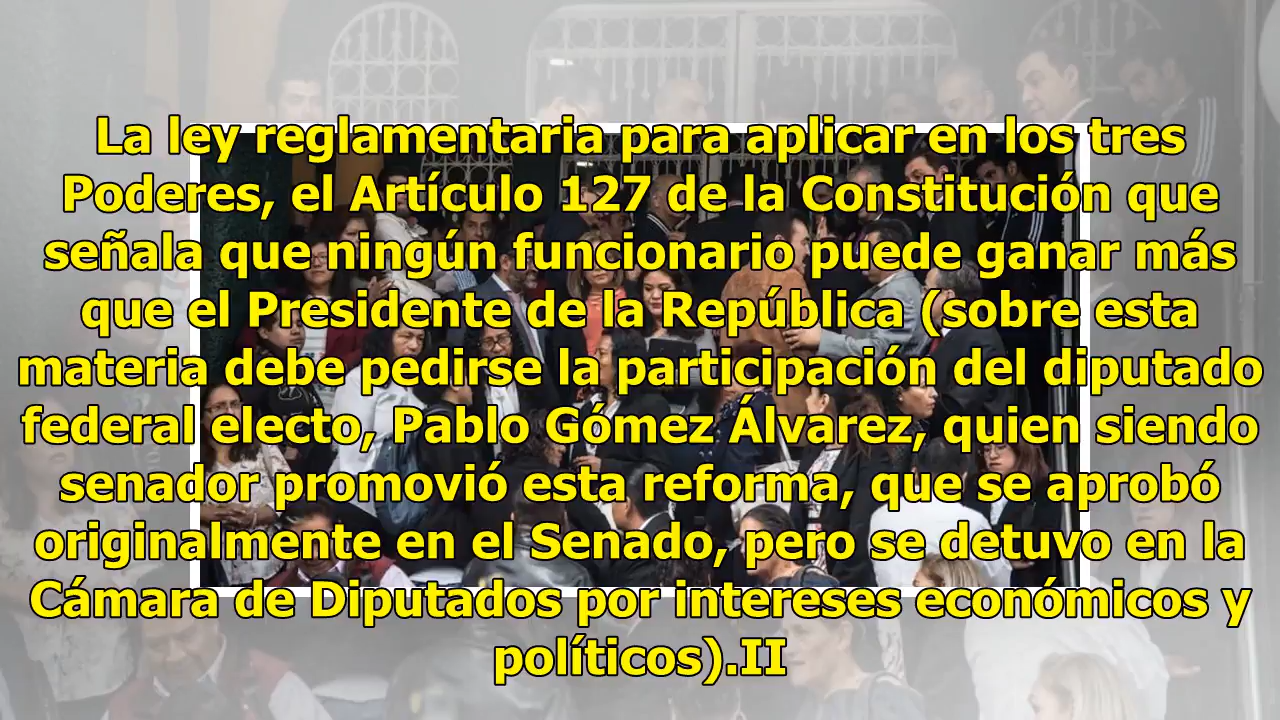 La ley reglamentaria para aplicar en los tres
Poderes, el Artículo 127 de la Constitución que
señala que ningún funcionario puede ganar más
que el Presidente de la República (sobre esta
materia debe pedirse la participación del diputado
federal electo, Pablo Gómez Álvarez, quien siendo
senador promovió esta reforma, que se aprobó
originalmente en el Senado, pero se detuvo en la
Cámara de Diputados por intereses económicos y
políticos).II